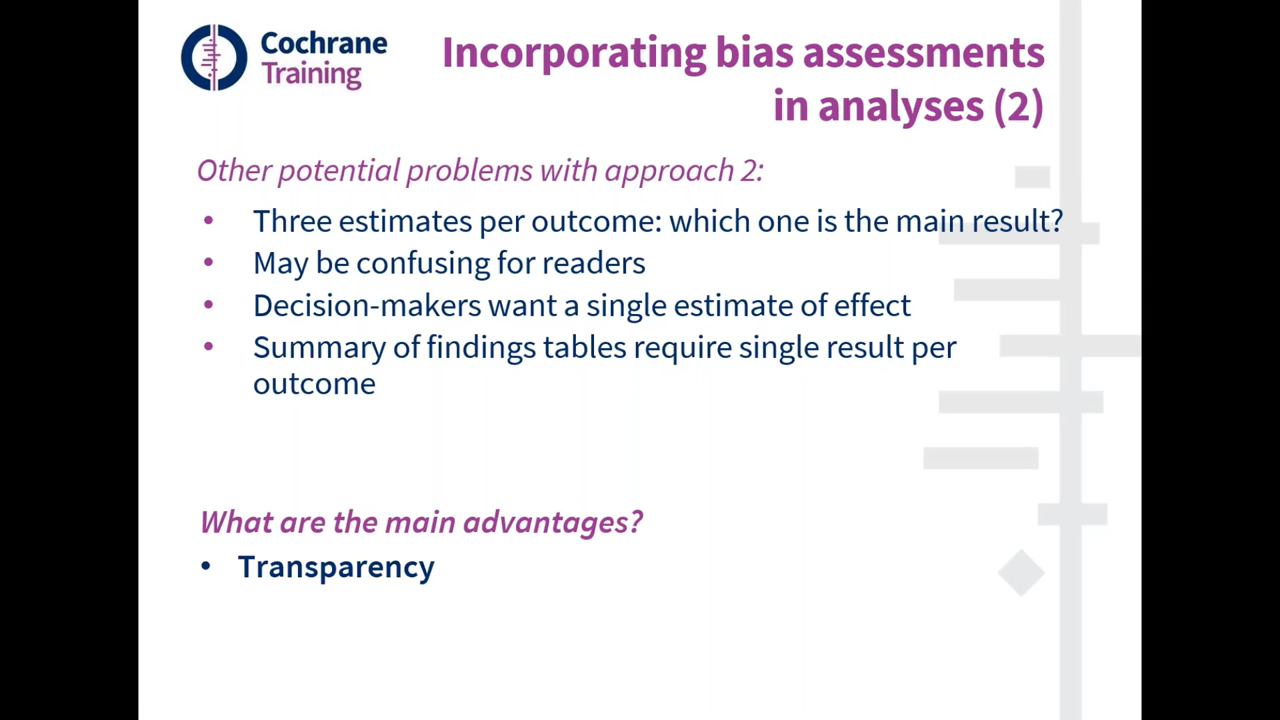 Cochrane
Training
Incorporating bias assessments
in analyses (2)
Other potential problems with approach 2:
• Three estimates per outcome: which one is the main result?
• May be confusing for readers
• Decision-makers want a single estimate of effect
• Summary of findings tables require single result per
outcome
What are the main advantages?
• Transparency